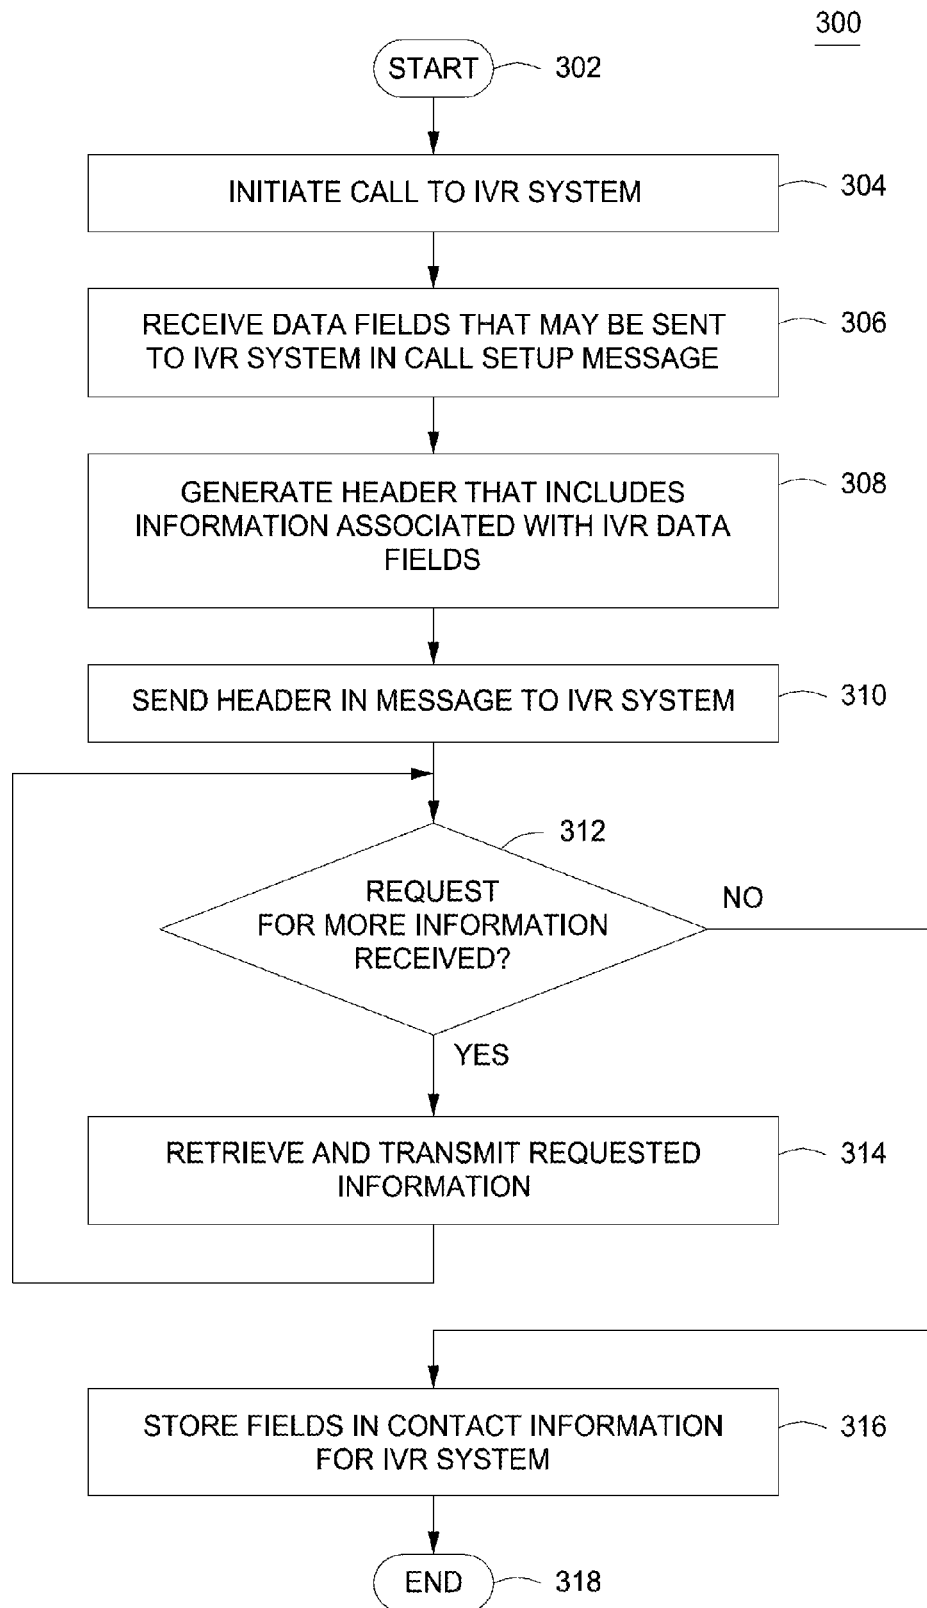 300
START
302
INITIATE CALL TO IVR SYSTEM
304
RECEIVE DATA FIELDS THAT MAY BE SENT
TO IVR SYSTEM IN CALL SETUP MESSAGE
306
GENERATE HEADER THAT INCLUDES
INFORMATION ASSOCIATED WITH IVR DATA
FIELDS
308
SEND HEADER IN MESSAGE TO IVR SYSTEM
310
312
REQUEST
FOR MORE INFORMATION
RECEIVED?
NO
YES
RETRIEVE AND TRANSMIT REQUESTED
INFORMATION
314
STORE FIELDS IN CONTACT INFORMATION
FOR IVR SYSTEM
316
END
318